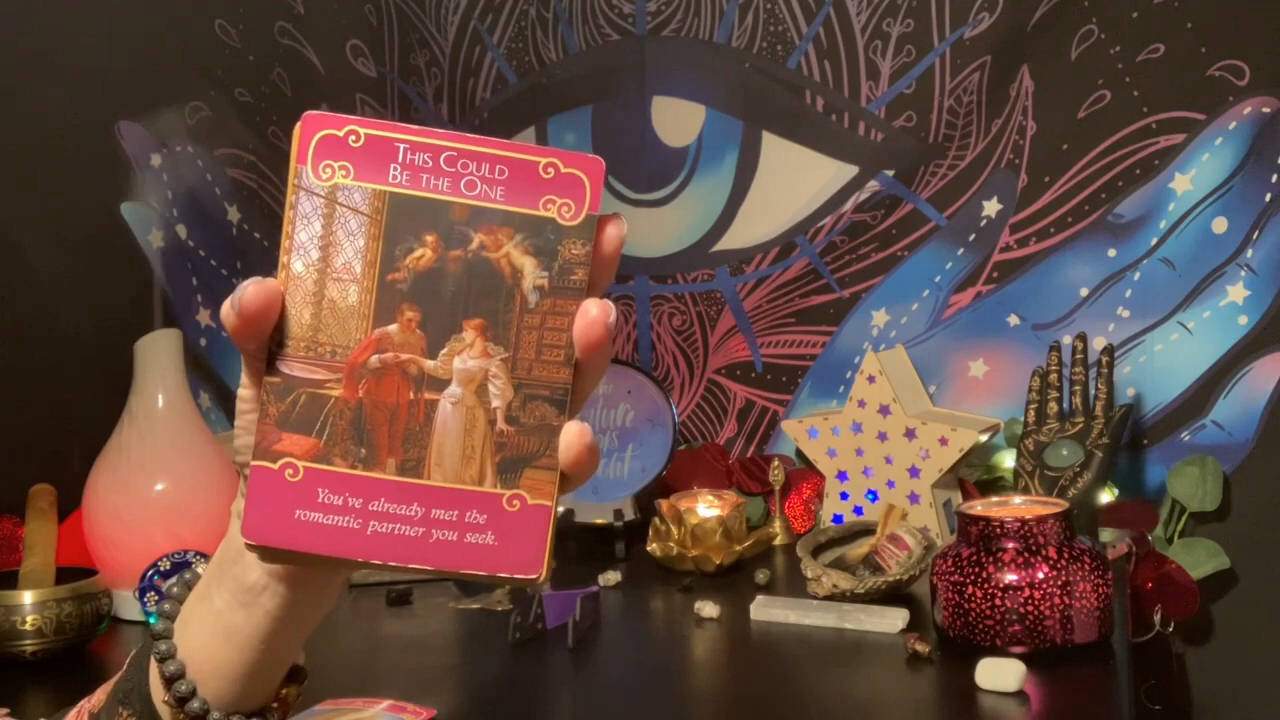 This Could
Be the One
You've already met the
romantic partner you seek.